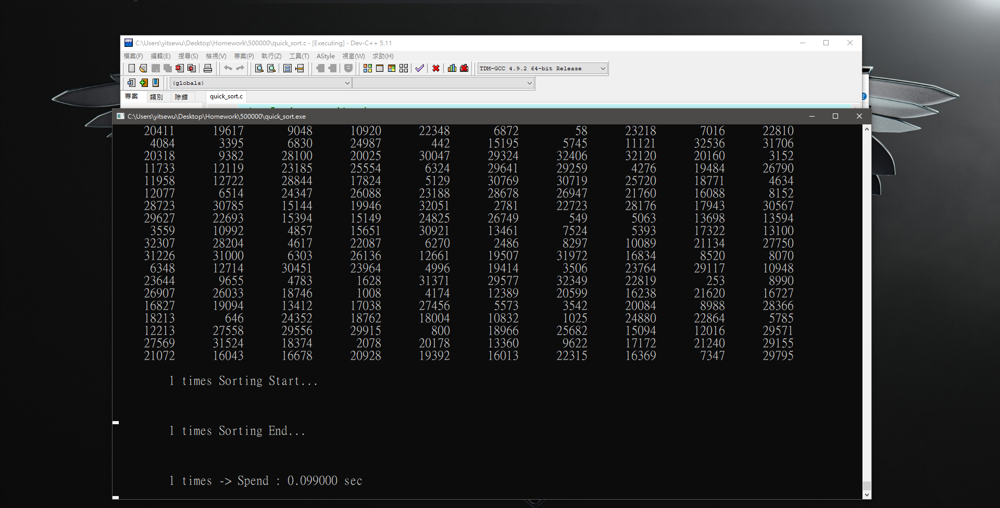 C:\Users\yitsewu\Desktop\Homework\500000\quick_sort.c - [Executing] - Dev-C++ 5.11
檔案(F) 編輯(E) 搜尋(S) 檢視(V) 專案(P) 執行(Z) 工具(T) AStyle 視窗(W) 求助(H)
TDM-GCC 4.9.2 64-bit Release
(globals)
專案 類別 除錯 quick_sort.c
C:\Users\yitsewu\Desktop\Homework\500000\quick_sort.exe
20411 19617 9048 10920 22348 6872 58 23218 7016 22810
4084 3395 6830 24987 442 15195 5745 11121 32536 31706
20318 9382 28100 20025 30047 29324 32406 32120 20160 3152
11733 12119 23185 25554 6324 29641 29259 4276 19484 26790
11958 12722 28844 17824 5129 30769 30719 25720 18771 4634
12077 6514 24347 26088 23188 28678 26947 21760 16088 8152
28723 30785 15144 19946 32051 2781 22723 28176 17943 30567
29627 22693 15394 15149 24825 26749 549 5063 13698 13594
3559 10992 4857 15651 30921 13461 7524 5393 17322 13100
32307 28204 4617 22087 6270 2486 8297 10089 21134 27750
31226 31000 6303 26136 12661 19507 31972 16834 8520 8070
6348 12714 30451 23964 4996 19414 3506 23764 29117 10948
23644 9655 4783 1628 31371 29577 32349 22819 253 8990
26907 26033 18746 1008 4174 12389 20599 16238 21620 16727
16827 19094 13412 17038 27456 5573 3542 20084 8988 28366
18213 646 24352 18762 18004 10832 1025 24880 22864 5785
12213 27558 29556 29915 800 18966 25682 15094 12016 29571
27569 31524 18374 2078 20178 13360 9622 17172 21240 29155
21072 16043 16678 20928 19392 16013 22315 16369 7347 29795
1 times Sorting Start...
1 times Sorting End...
1 times -> Spend : 0.099000 sec